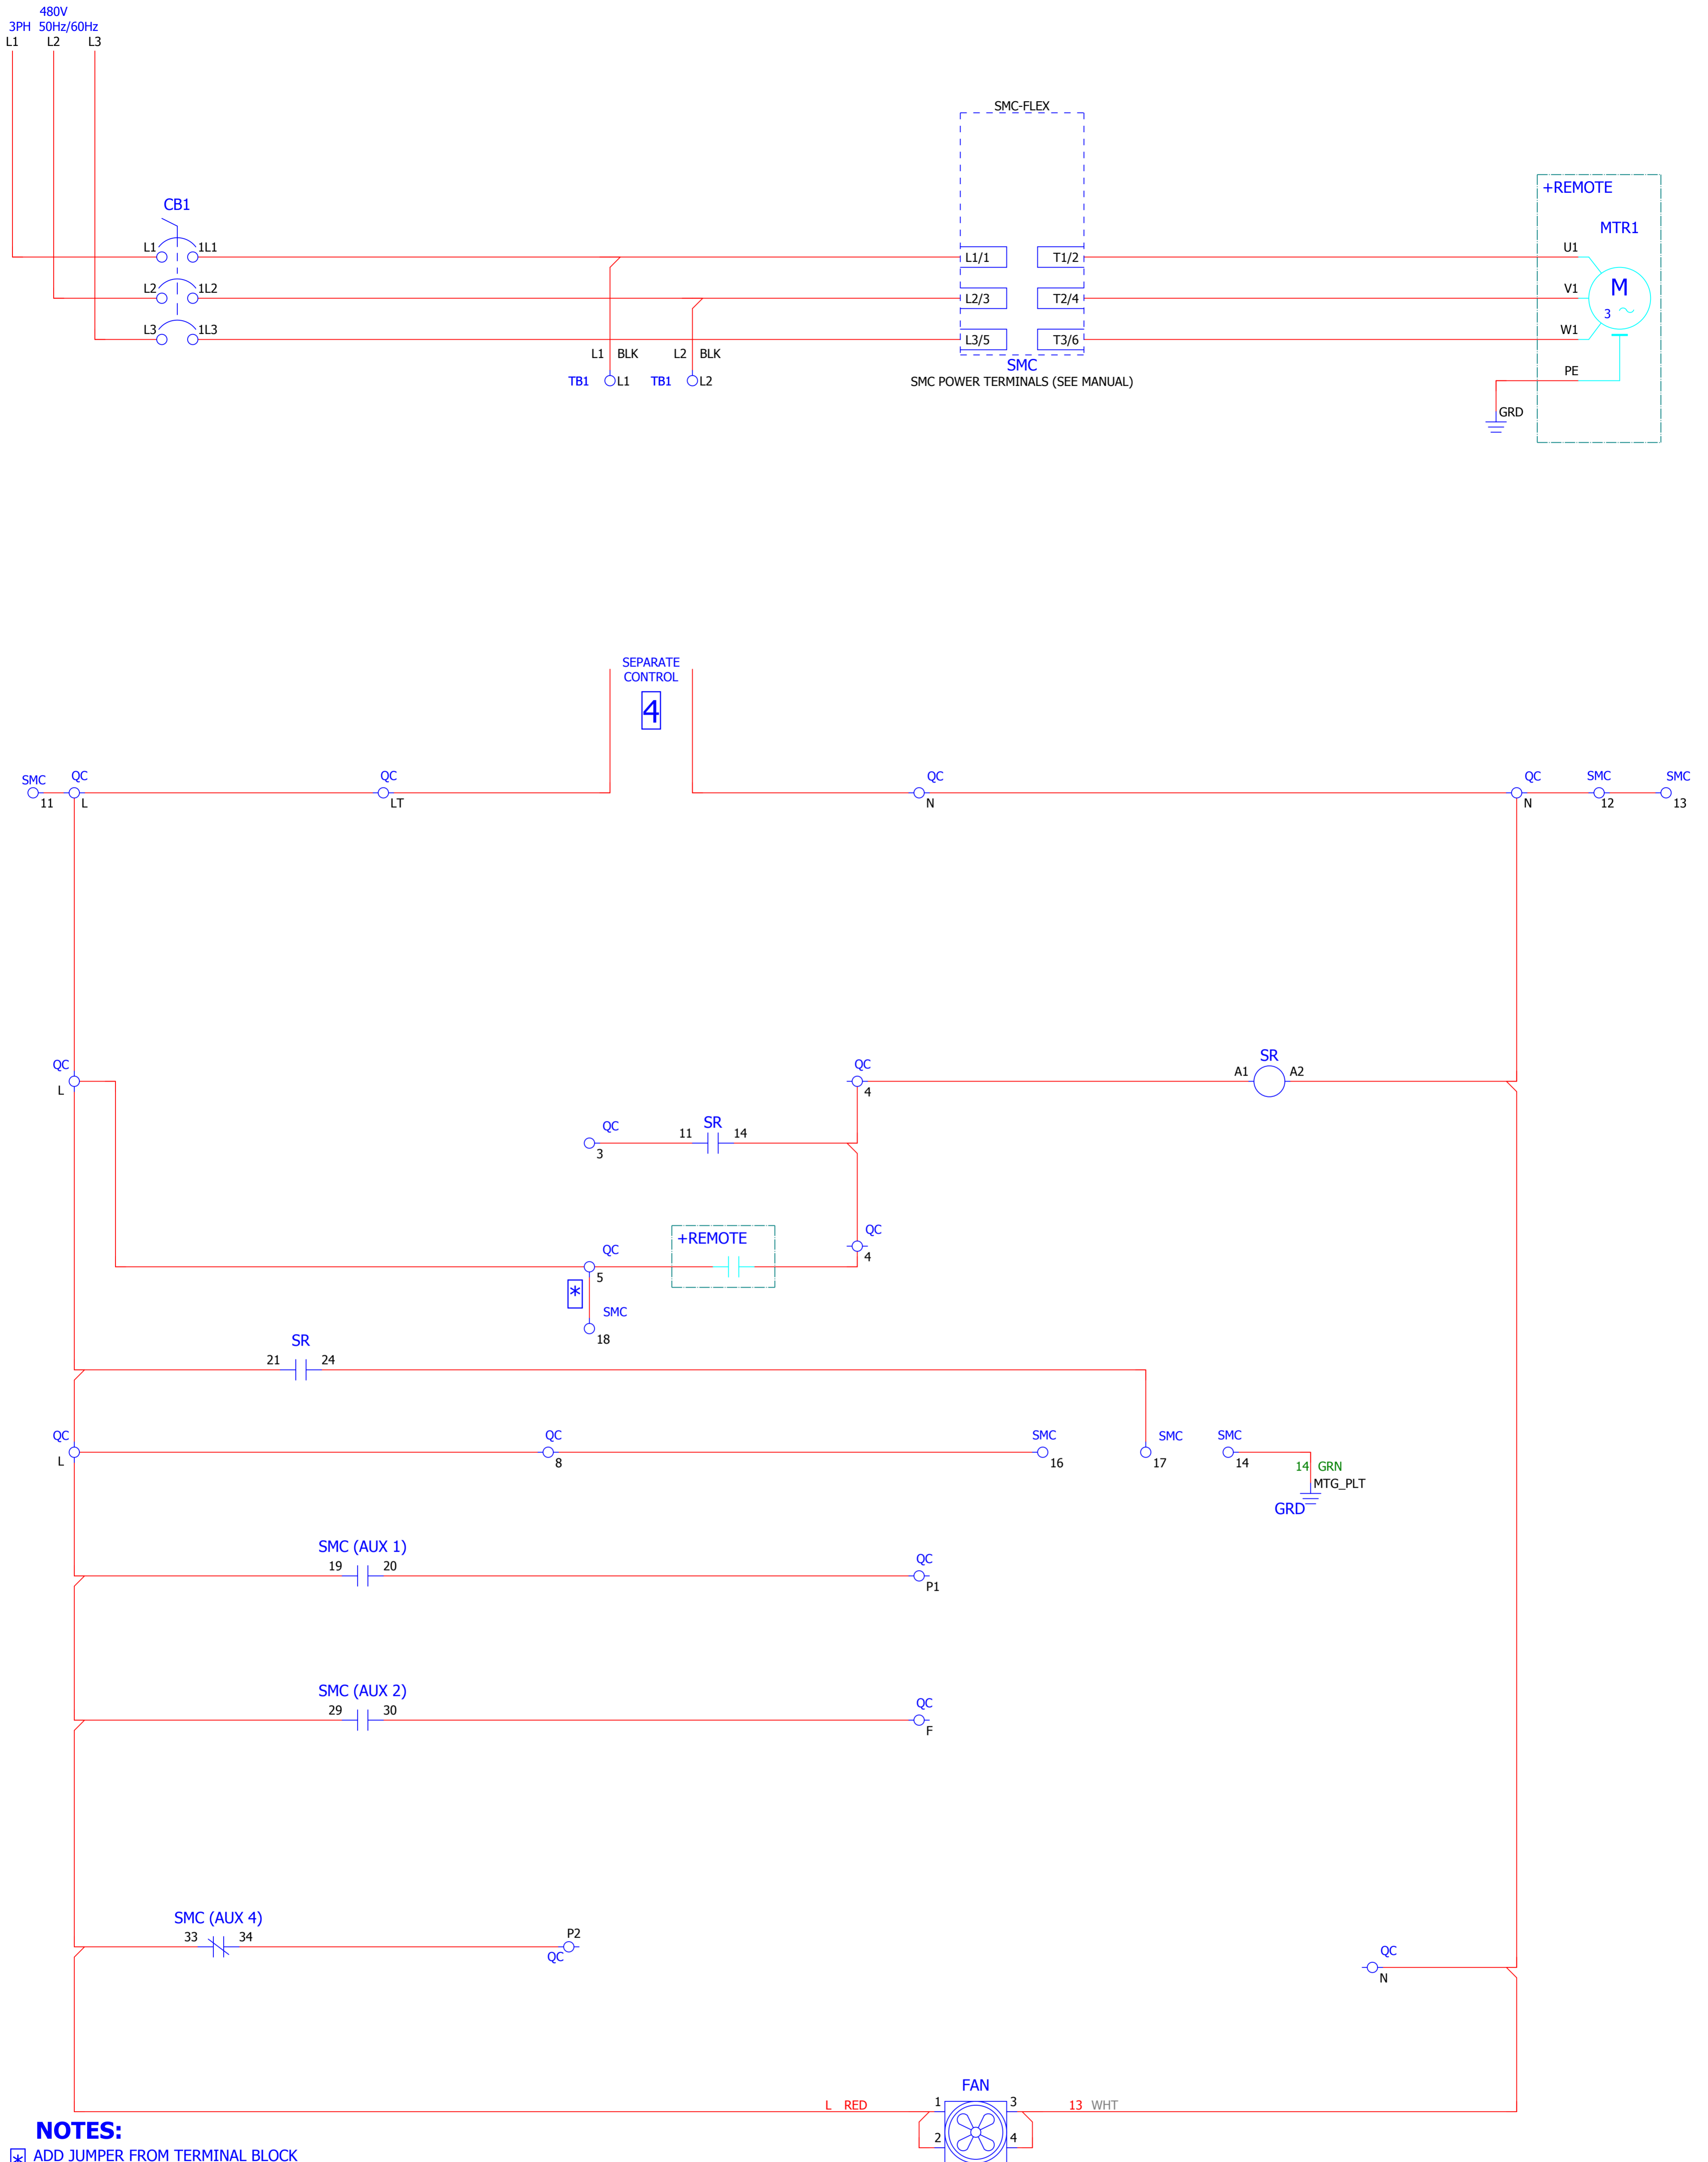 480V
3PH 50Hz/60Hz
L1 L2 L3
SMC-FLEX
+REMOTE
CB1
MTR1
L1 1L1 L1/1 T1/2 U1
L2 1L2 L2/3 T2/4 V1
M
3
L3 1L3 L3/5 T3/6 W1
L1 BLK L2 BLK
SMC
PE
TB1 L1 TB1 L2
SMC POWER TERMINALS (SEE MANUAL)
GRD
SEPARATE
CONTROL
4
SMC QC QC QC QC SMC SMC
11 L LT N N 12 13
SR
QC QC A1 A2
L 4
QC 11 SR 14
3
+REMOTE QC
QC 4
5
*
SMC
18
SR
21 24
QC QC SMC SMC SMC
L 8 16 17 14
14 GRN
MTG_PLT
GRD
SMC (AUX 1)
19 20 QC
P1
SMC (AUX 2)
29 30 QC
F
SMC (AUX 4)
33 34 P2
QC
QC
N
FAN
L RED 1 3 13 WHT
2 4
NOTES:
* ADD JUMPER FROM TERMINAL BLOCK